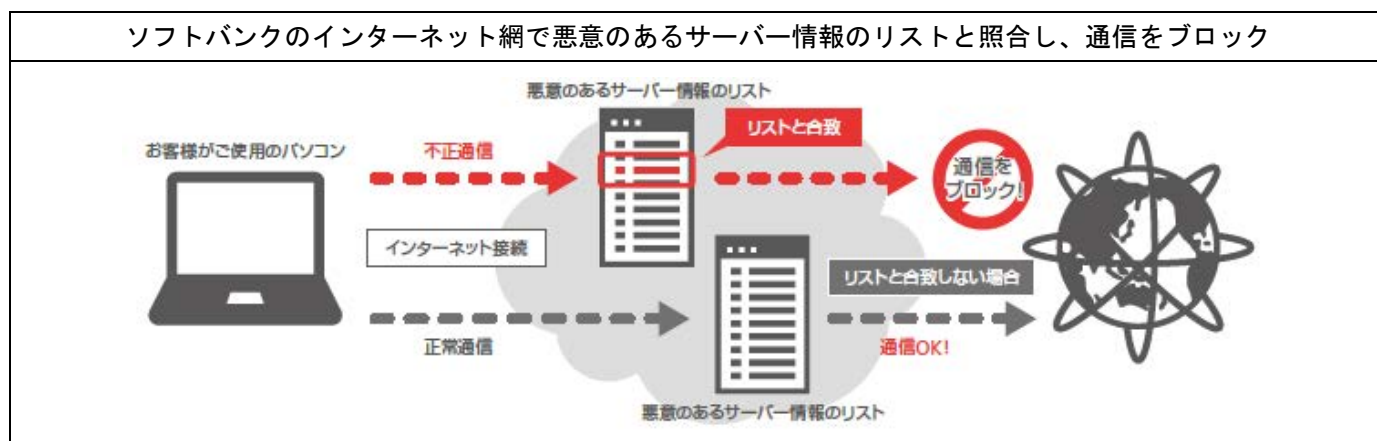 ソフトバンクのインターネット網で悪意のあるサーバー情報のリストと照合し、通信をブロック
悪意のあるサーバー情報のリスト
リストと合致
お客様がご使用のパソコン
不正通信
通信を
ブロック!
インターネット接続
リストと合致しない場合
正常通信
通信OK!
悪意のあるサーバー情報のリスト